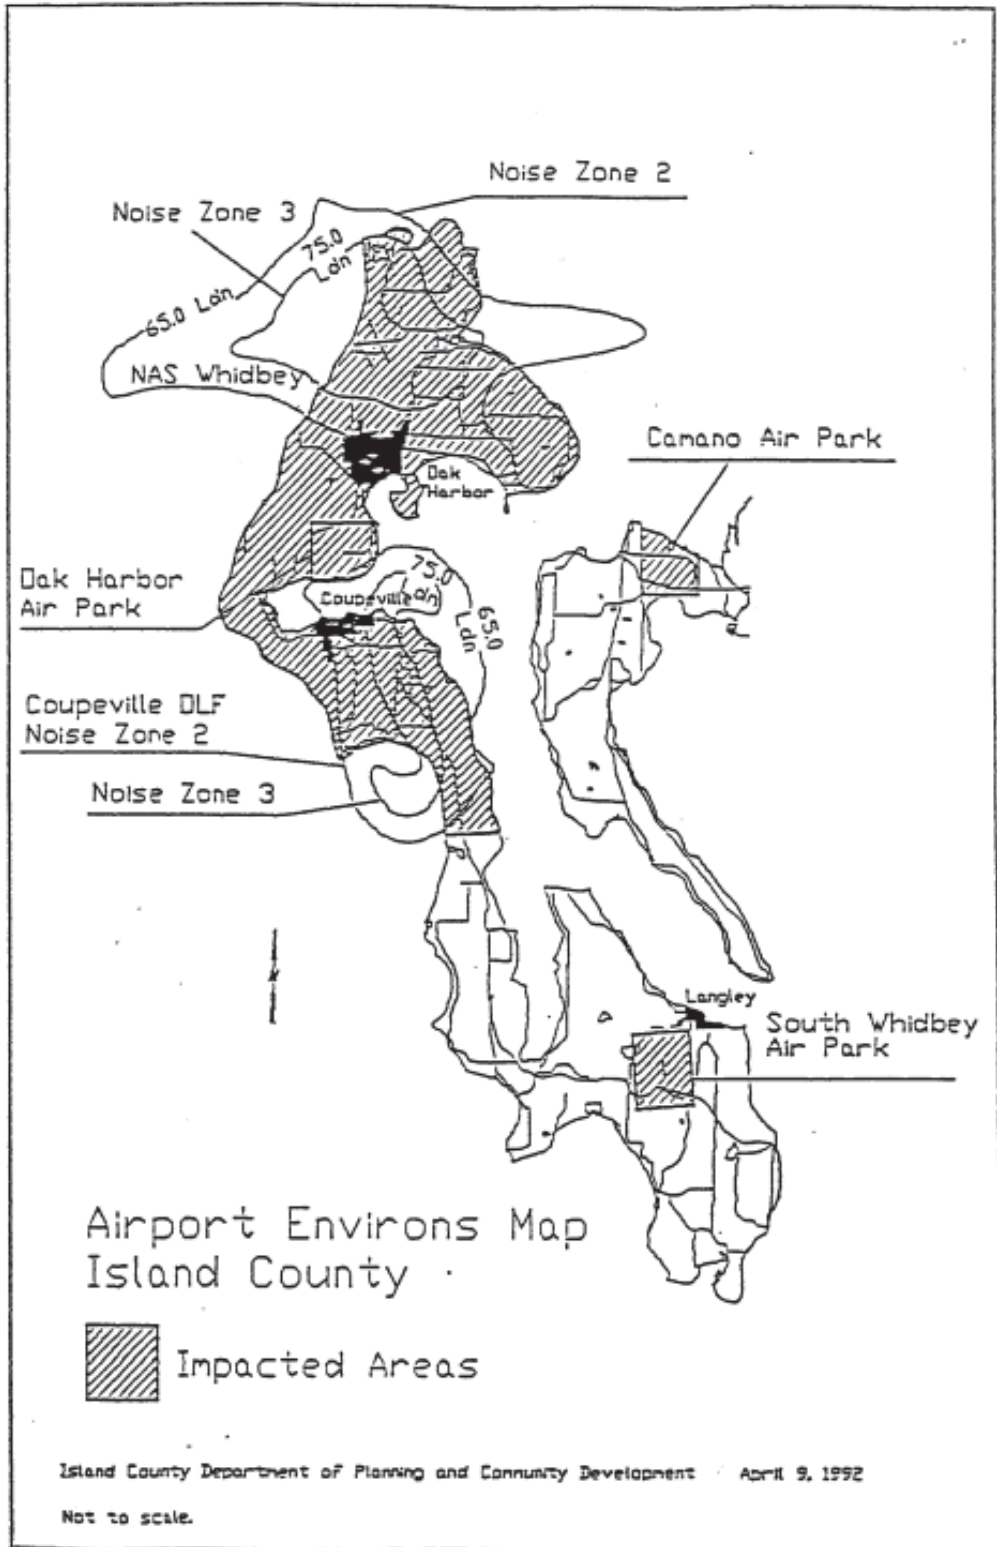 Noise Zone 2
Noise Zone 3
75.0
Ldn
65.0 Ldn
NAS Whidbey
Camano Air Park
Oak
Harbor
Oak Harbor
Air Park
75.0
Ldn
Coupeville
65.0
Ldn
Coupeville OLF
Noise Zone 2
Noise Zone 3
Langley
South Whidbey
Air Park
Airport Environs Map
Island County
Impacted Areas
Island County Department of Planning and Community Development April 9, 1992
Not to scale.